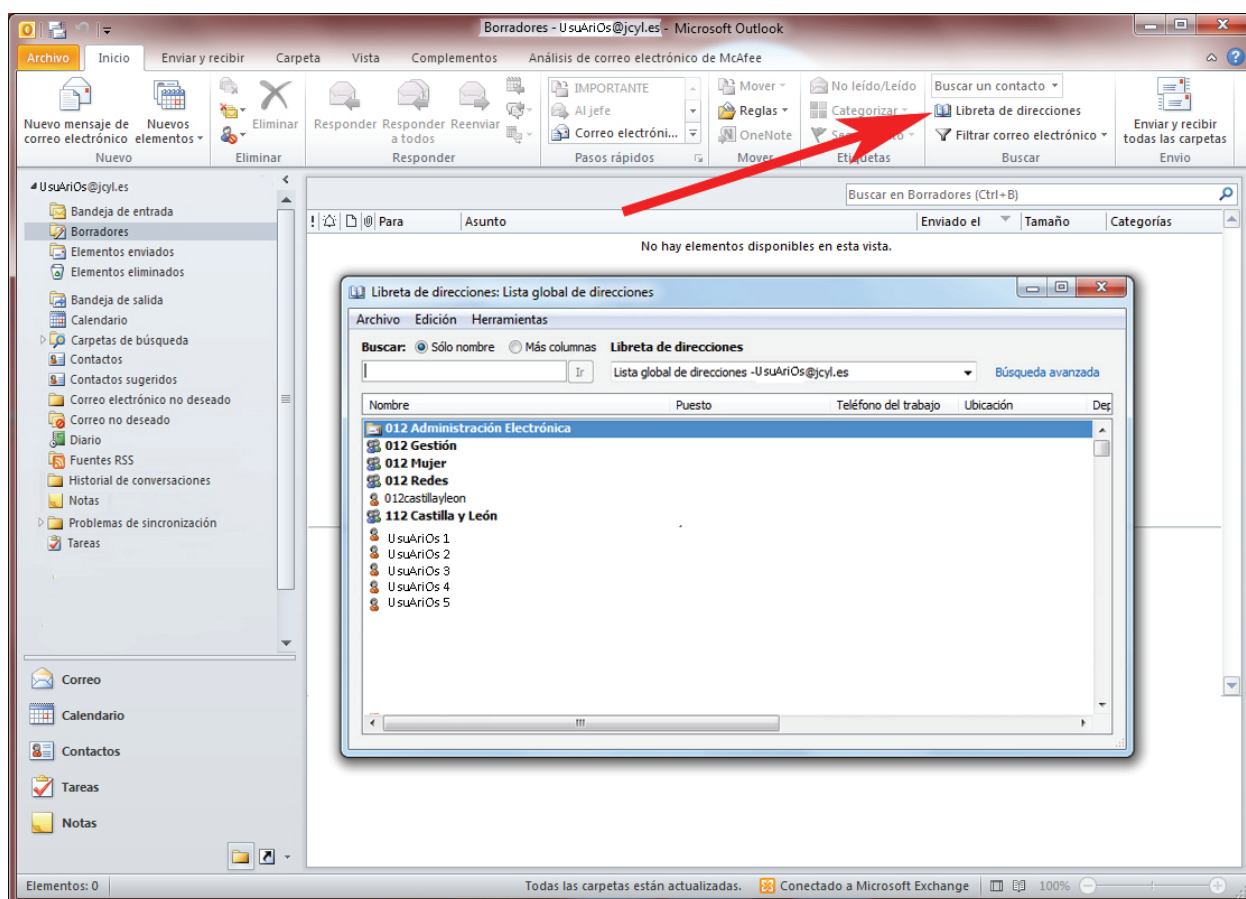 Borradores - UsuAriOs@jcyl.es - Microsoft Outlook
Archivo Inicio Enviar y recibir Carpeta Vista Complementos Análisis de correo electrónico de McAfee
Nuevo mensaje de correo electrónico
Nuevos elementos
Nuevo
Eliminar
Eliminar
Responder
Responder a todos
Reenviar
Responder
IMPORTANTE
Al jefe
Correo electróni...
Pasos rápidos
Mover
Reglas
OneNote
Mover
No leído/Leído
Categorizar
Etiquetas
Buscar un contacto
Libreta de direcciones
Filtrar correo electrónico
Buscar
Enviar y recibir
todas las carpetas
Envio
UsuAriOs@jcyl.es
Bandeja de entrada
Borradores
Elementos enviados
Elementos eliminados
Bandeja de salida
Calendario
Carpetas de búsqueda
Contactos
Contactos sugeridos
Correo electrónico no deseado
Correo no deseado
Diario
Fuentes RSS
Historial de conversaciones
Notas
Problemas de sincronización
Tareas
Correo
Calendario
Contactos
Tareas
Notas
Buscar en Borradores (Ctrl+B)
! Para Asunto Enviado el Tamaño Categorías
No hay elementos disponibles en esta vista.
Libreta de direcciones: Lista global de direcciones
Archivo Edición Herramientas
Buscar: Sólo nombre Más columnas Libreta de direcciones
Ir Lista global de direcciones -UsuAriOs@jcyl.es Búsqueda avanzada
Nombre Puesto Teléfono del trabajo Ubicación Dep
012 Administración Electrónica
012 Gestión
012 Mujer
012 Redes
012castillayleon
112 Castilla y León
UsuAriOs 1
UsuAriOs 2
UsuAriOs 3
UsuAriOs 4
UsuAriOs 5
Elementos: 0 Todas las carpetas están actualizadas. Conectado a Microsoft Exchange 100%